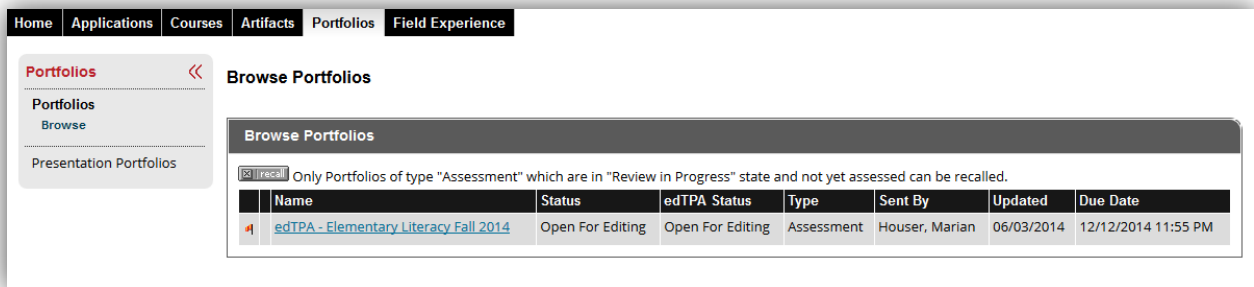 Home Applications Courses Artifacts Portfolios Field Experience
Portfolios
Portfolios
Browse
Presentation Portfolios
Browse Portfolios
Browse Portfolios
recall Only Portfolios of type "Assessment" which are in "Review in Progress" state and not yet assessed can be recalled.
Name Status edTPA Status Type Sent By Updated Due Date
edTPA - Elementary Literacy Fall 2014 Open For Editing Open For Editing Assessment Houser, Marian 06/03/2014 12/12/2014 11:55 PM